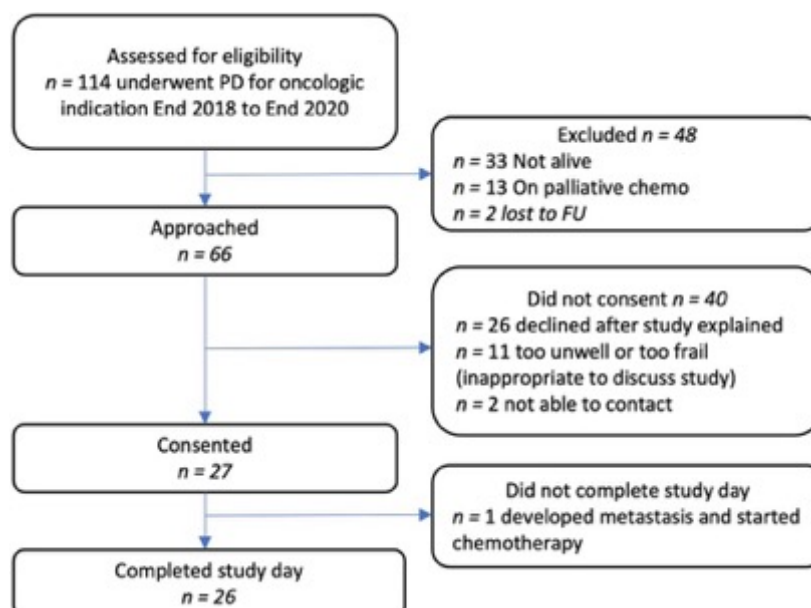 Assessed for eligibility
n = 114 underwent PD for oncologic
indication End 2018 to End 2020
Excluded n = 48
n = 33 Not alive
n = 13 On palliative chemo
n = 2 lost to FU
Approached
n = 66
Did not consent n = 40
n = 26 declined after study explained
n = 11 too unwell or too frail
(inappropriate to discuss study)
n = 2 not able to contact
Consented
n = 27
Did not complete study day
n = 1 developed metastasis and started
chemotherapy
Completed study day
n = 26